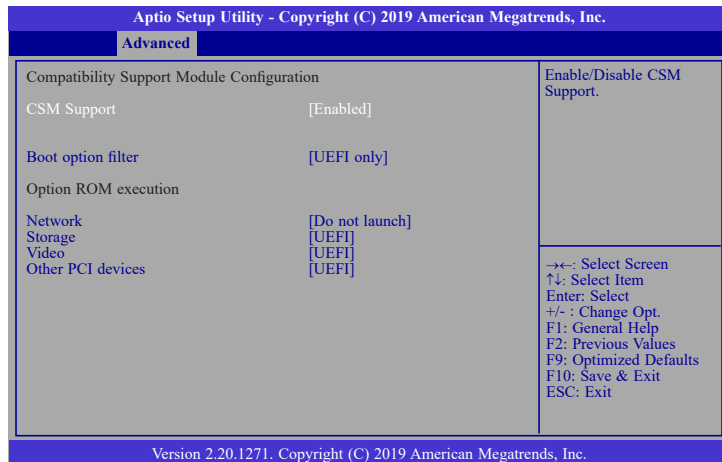 Aptio Setup Utility - Copyright (C) 2019 American Megatrends, Inc.
Advanced
Compatibility Support Module Configuration
CSM Support [Enabled]
Boot option filter [UEFI only]
Option ROM execution
Network [Do not launch]
Storage [UEFI]
Video [UEFI]
Other PCI devices [UEFI]
Enable/Disable CSM
Support.
→←: Select Screen
↑↓: Select Item
Enter: Select
+/- : Change Opt.
F1: General Help
F2: Previous Values
F9: Optimized Defaults
F10: Save & Exit
ESC: Exit
Version 2.20.1271. Copyright (C) 2019 American Megatrends, Inc.